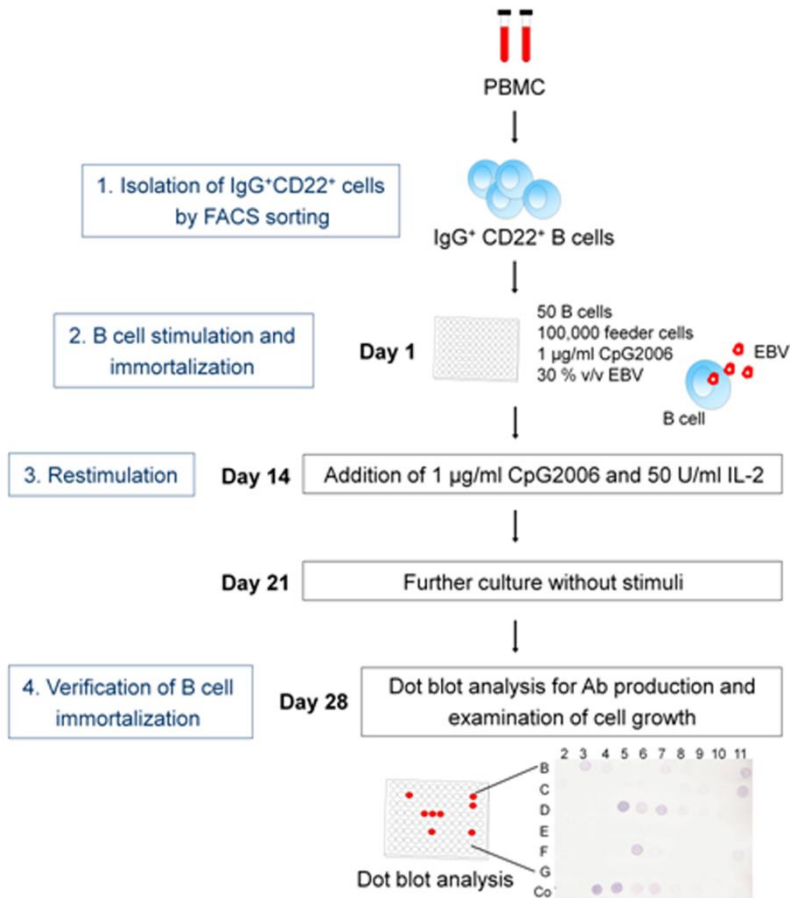 PBMC
1. Isolation of IgG⁺CD22⁺ cells
by FACS sorting
IgG⁺ CD22⁺ B cells
2. B cell stimulation and
immortalization
Day 1
50 B cells
100,000 feeder cells
1 µg/ml CpG2006
30 % v/v EBV
EBV
B cell
3. Restimulation
Day 14
Addition of 1 µg/ml CpG2006 and 50 U/ml IL-2
Day 21
Further culture without stimuli
4. Verification of B cell
immortalization
Day 28
Dot blot analysis for Ab production and
examination of cell growth
2 3 4 5 6 7 8 9 10 11
B
C
D
E
F
G
Co
Dot blot analysis